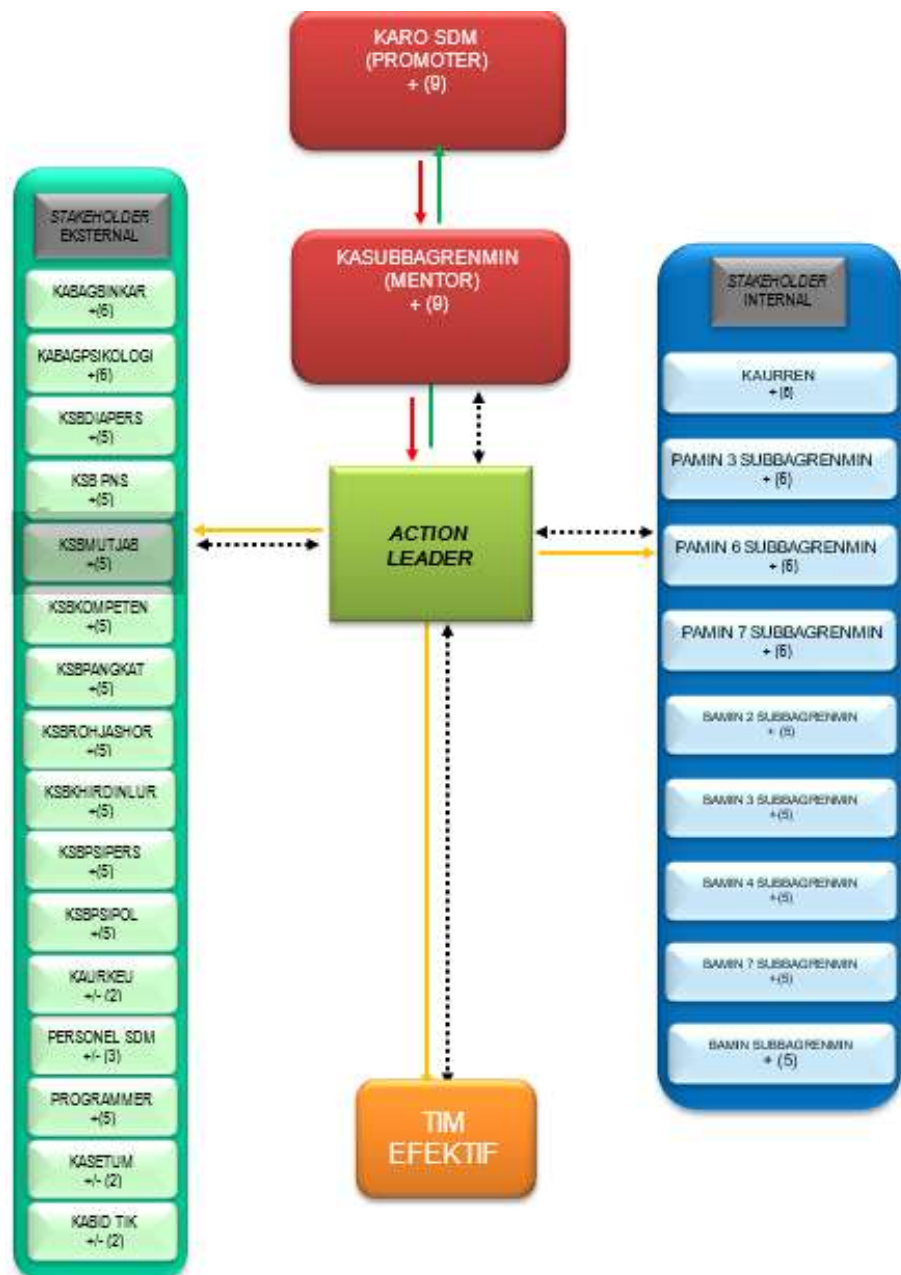 KARO SDM
(PROMOTER)
+ (9)
KASUBBAGRENMIN
(MENTOR)
+ (9)
STAKEHOLDER
EKSTERNAL
KABAGBINKAR
+(6)
KABAGPSIKOLOGI
+(6)
KSBDIAPERS
+(5)
KSB PNS
+(5)
KSBMUTJAB
+(5)
KSBKOMPETEN
+(5)
KSBPANGKAT
+(5)
KSBROHJASHOR
+(5)
KSBKHIRDINLUR
+(5)
KSBPSIPERS
+(5)
KSBPSIPOL
+(5)
KAURKEU
+/- (2)
PERSONEL SDM
+/- (3)
PROGRAMMER
+(5)
KASETUM
+/- (2)
KABID TIK
+/- (2)
ACTION
LEADER
TIM
EFEKTIF
STAKEHOLDER
INTERNAL
KAURREN
+ (6)
PAMIN 3 SUBBAGRENMIN
+ (6)
PAMIN 6 SUBBAGRENMIN
+ (6)
PAMIN 7 SUBBAGRENMIN
+ (6)
BAMIN 2 SUBBAGRENMIN
+ (5)
BAMIN 3 SUBBAGRENMIN
+(5)
BAMIN 4 SUBBAGRENMIN
+(5)
BAMIN 7 SUBBAGRENMIN
+(5)
BAMIN SUBBAGRENMIN
+ (5)